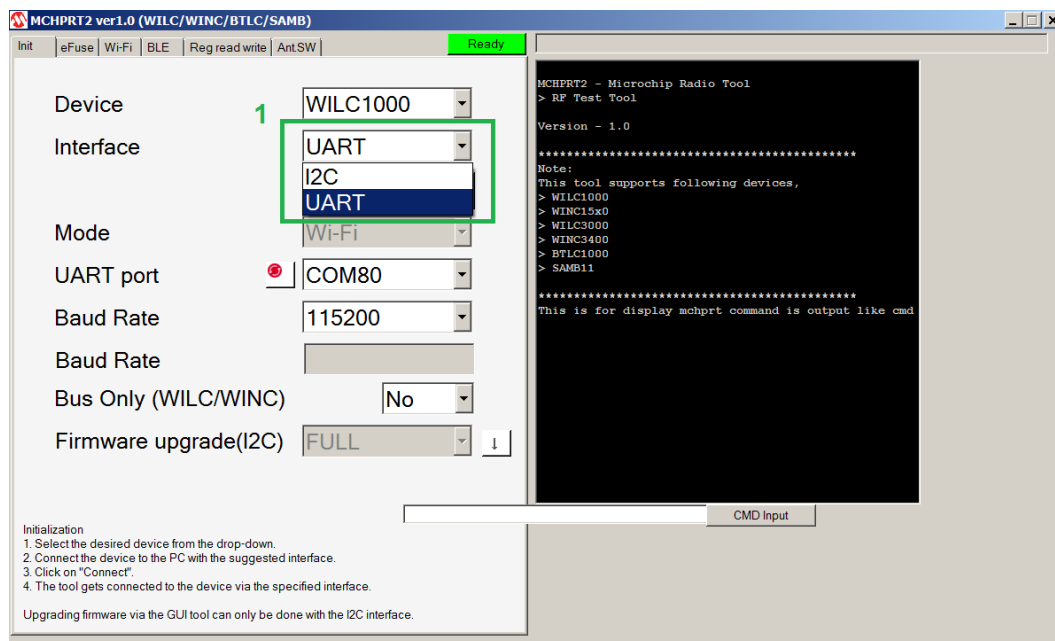 MCHPRT2 ver1.0 (WILC/WINC/BTLC/SAMB)
Init eFuse Wi-Fi BLE Reg read write Ant.SW Ready
Device 1 WILC1000
Interface UART
I2C
UART
Mode Wi-Fi
UART port COM80
Baud Rate 115200
Baud Rate
Bus Only (WILC/WINC) No
Firmware upgrade(I2C) FULL ↓
Initialization
1. Select the desired device from the drop-down.
2. Connect the device to the PC with the suggested interface.
3. Click on "Connect".
4. The tool gets connected to the device via the specified interface.
Upgrading firmware via the GUI tool can only be done with the I2C interface.
MCHPRT2 - Microchip Radio Tool
> RF Test Tool
Version - 1.0
*********************************************
Note:
This tool supports following devices,
> WILC1000
> WINC15x0
> WILC3000
> WINC3400
> BTLC1000
> SAMB11
*********************************************
This is for display mchprt command is output like cmd
CMD Input